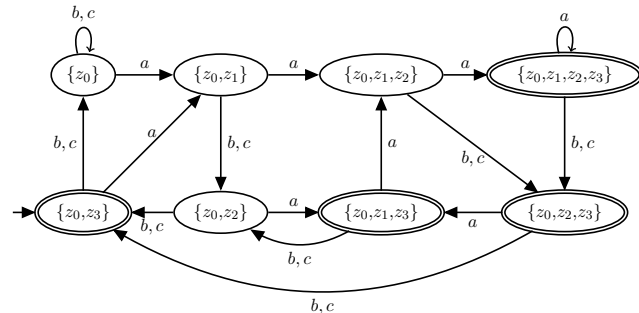 b, c
a
{z0} a {z0,z1} a {z0,z1,z2} a {z0,z1,z2,z3}
b, c a b, c a b, c b, c
{z0,z3} b, c {z0,z2} a {z0,z1,z3} a {z0,z2,z3}
b, c
b, c